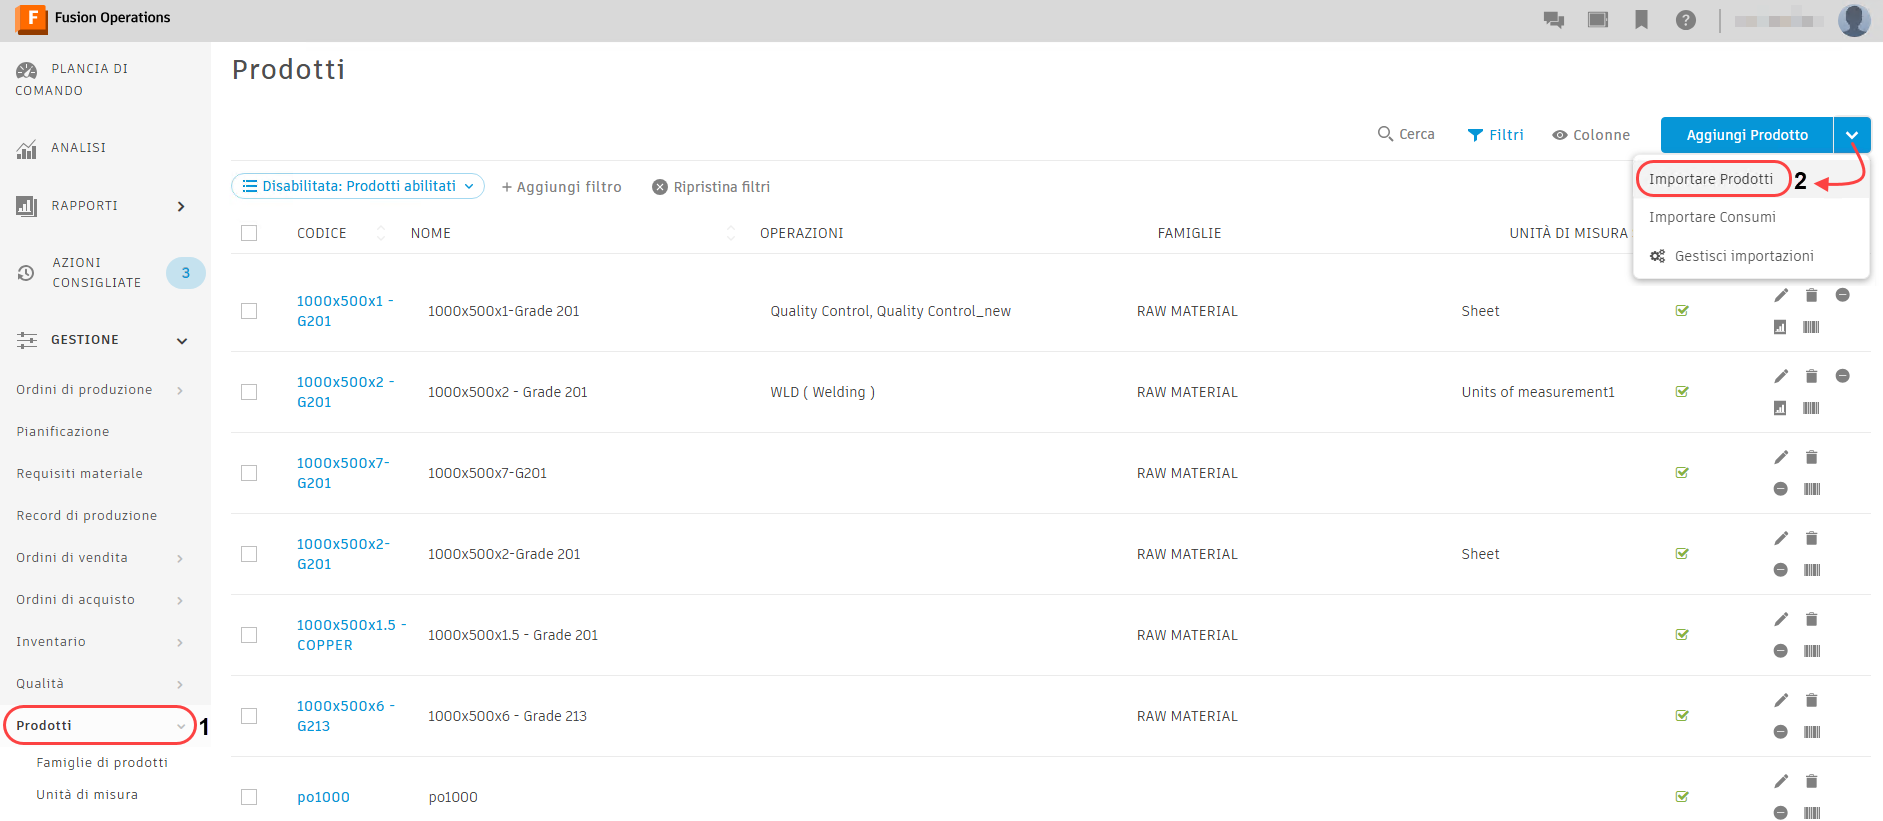 F Fusion Operations
?
PLANCIA DI
COMANDO
ANALISI
RAPPORTI
AZIONI
CONSIGLIATE
3
GESTIONE
Ordini di produzione
Pianificazione
Requisiti materiale
Record di produzione
Ordini di vendita
Ordini di acquisto
Inventario
Qualità
Prodotti
1
Famiglie di prodotti
Unità di misura
Prodotti
Cerca Filtri Colonne Aggiungi Prodotto
Importare Prodotti
2
Importare Consumi
Gestisci importazioni
Disabilitata: Prodotti abilitati + Aggiungi filtro Ripristina filtri
CODICE NOME OPERAZIONI FAMIGLIE UNITÀ DI MISURA
1000x500x1 -
G201
1000x500x1-Grade 201 Quality Control, Quality Control_new RAW MATERIAL Sheet
1000x500x2 -
G201
1000x500x2 - Grade 201 WLD ( Welding ) RAW MATERIAL Units of measurement1
1000x500x7-
G201
1000x500x7-G201 RAW MATERIAL
1000x500x2-
G201
1000x500x2-Grade 201 RAW MATERIAL Sheet
1000x500x1.5 -
COPPER
1000x500x1.5 - Grade 201 RAW MATERIAL
1000x500x6 -
G213
1000x500x6 - Grade 213 RAW MATERIAL
po1000 po1000